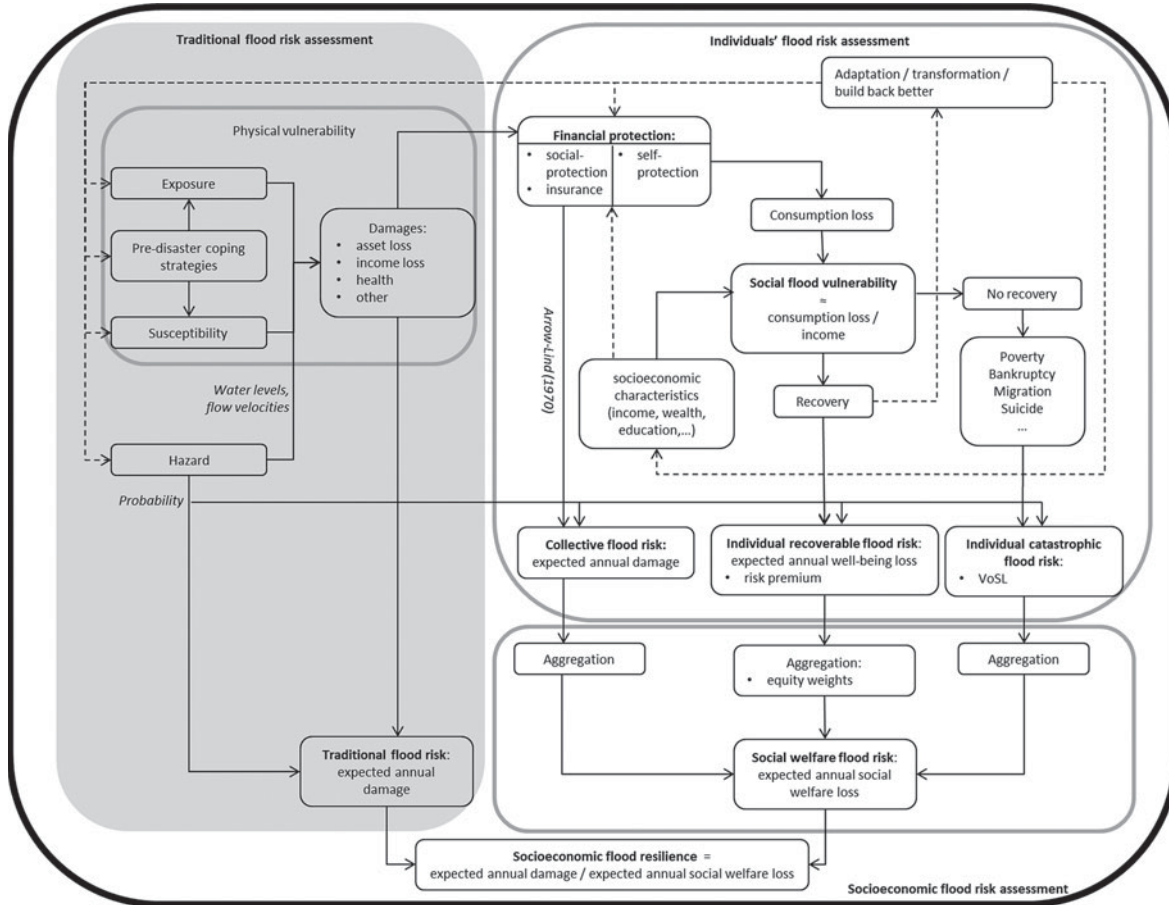 Traditional flood risk assessment
Individuals' flood risk assessment
Adaptation / transformation /
build back better
Physical vulnerability
Financial protection:
• social-
protection
• insurance
• self-
protection
Exposure
Consumption loss
Damages:
• asset loss
• income loss
• health
• other
Pre-disaster coping
strategies
Social flood vulnerability
≈
consumption loss /
income
No recovery
Susceptibility
Arrow-Lind (1970)
Poverty
Bankruptcy
Migration
Suicide
...
Water levels,
flow velocities
socioeconomic
characteristics
(income, wealth,
education,...)
Recovery
Hazard
Probability
Collective flood risk:
expected annual damage
Individual recoverable flood risk:
expected annual well-being loss
• risk premium
Individual catastrophic
flood risk:
• VoSL
Aggregation
Aggregation:
• equity weights
Aggregation
Traditional flood risk:
expected annual
damage
Social welfare flood risk:
expected annual social
welfare loss
Socioeconomic flood resilience =
expected annual damage / expected annual social welfare loss
Socioeconomic flood risk assessment